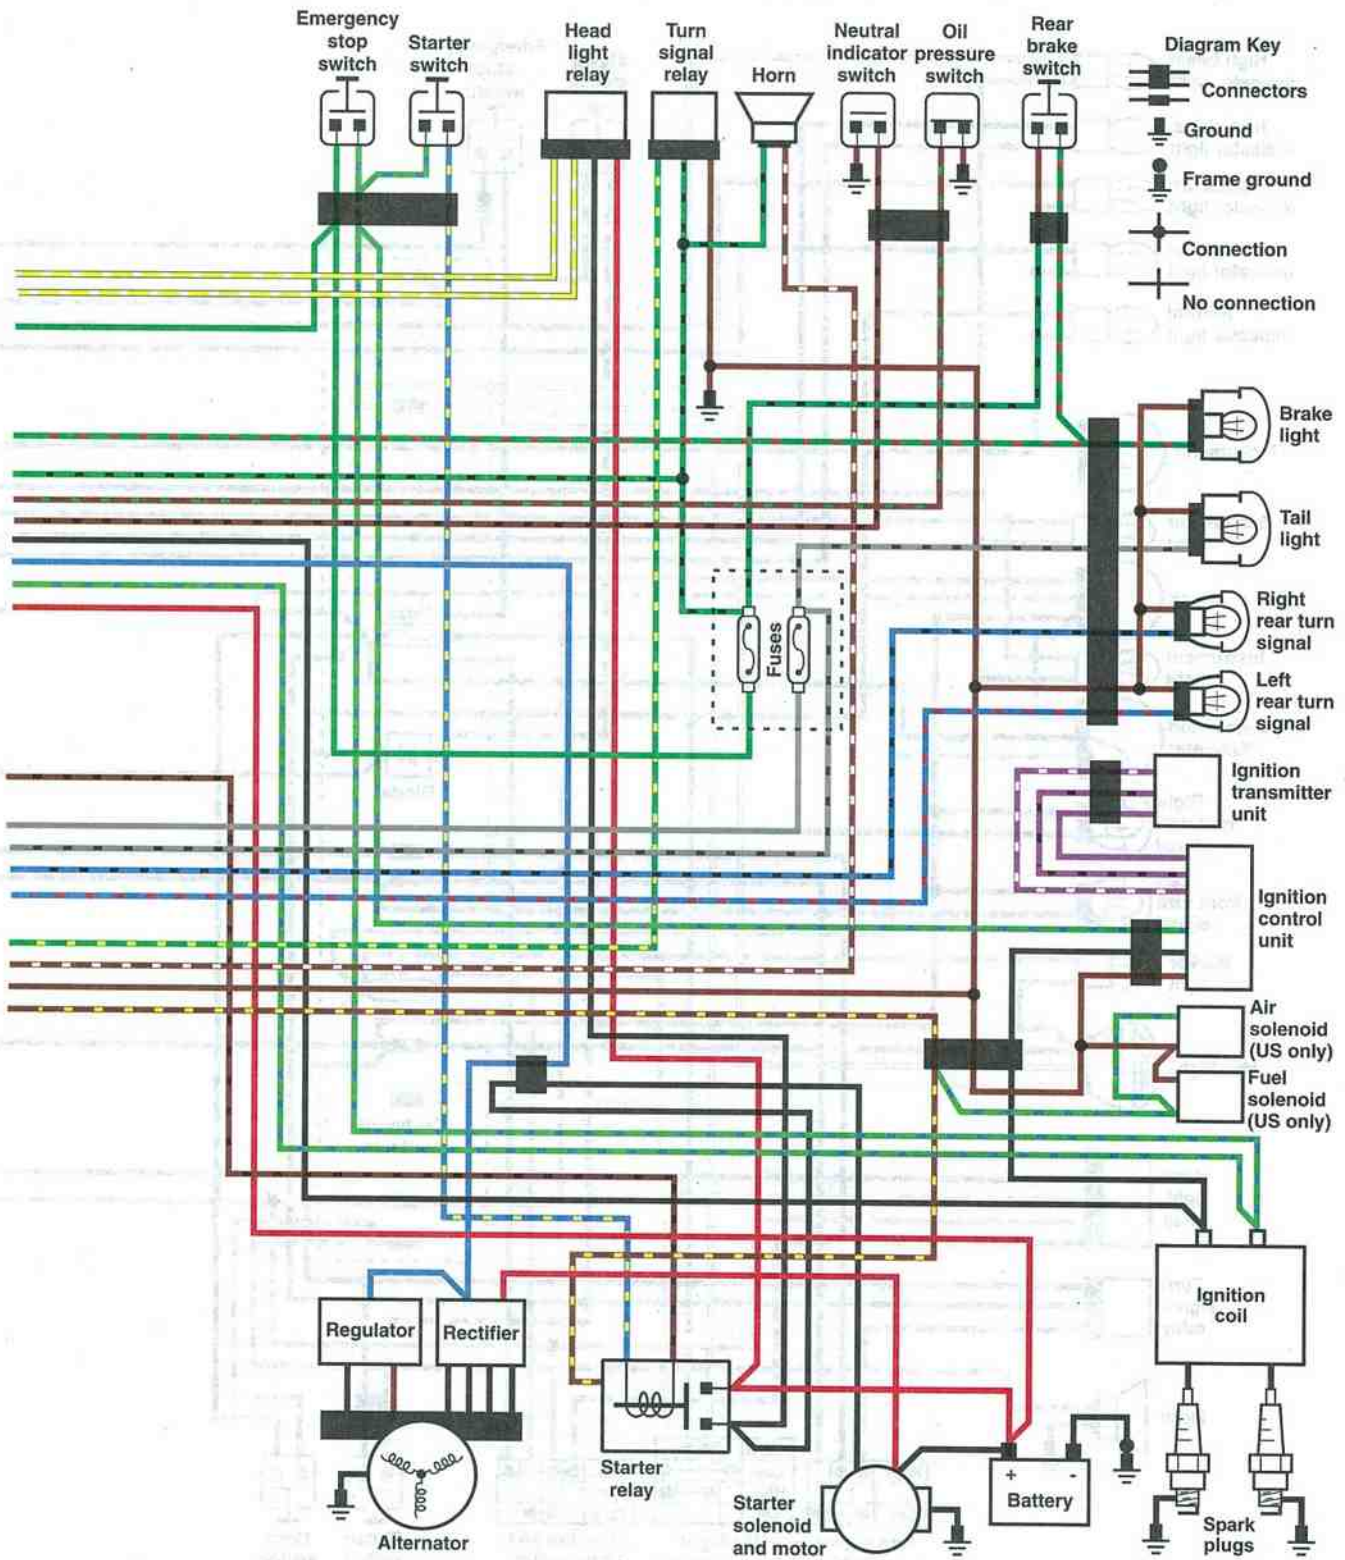 Emergency
stop
switch
Starter
switch
Head
light
relay
Turn
signal
relay
Horn
Neutral
indicator
switch
Oil
pressure
switch
Rear
brake
switch
Diagram Key
Connectors
Ground
Frame ground
Connection
No connection
Brake
light
Tail
light
Right
rear turn
signal
Left
rear turn
signal
Fuses
Ignition
transmitter
unit
Ignition
control
unit
Air
solenoid
(US only)
Fuel
solenoid
(US only)
Ignition
coil
Regulator
Rectifier
Alternator
Starter
relay
Starter
solenoid
and motor
+ -
Battery
Spark
plugs